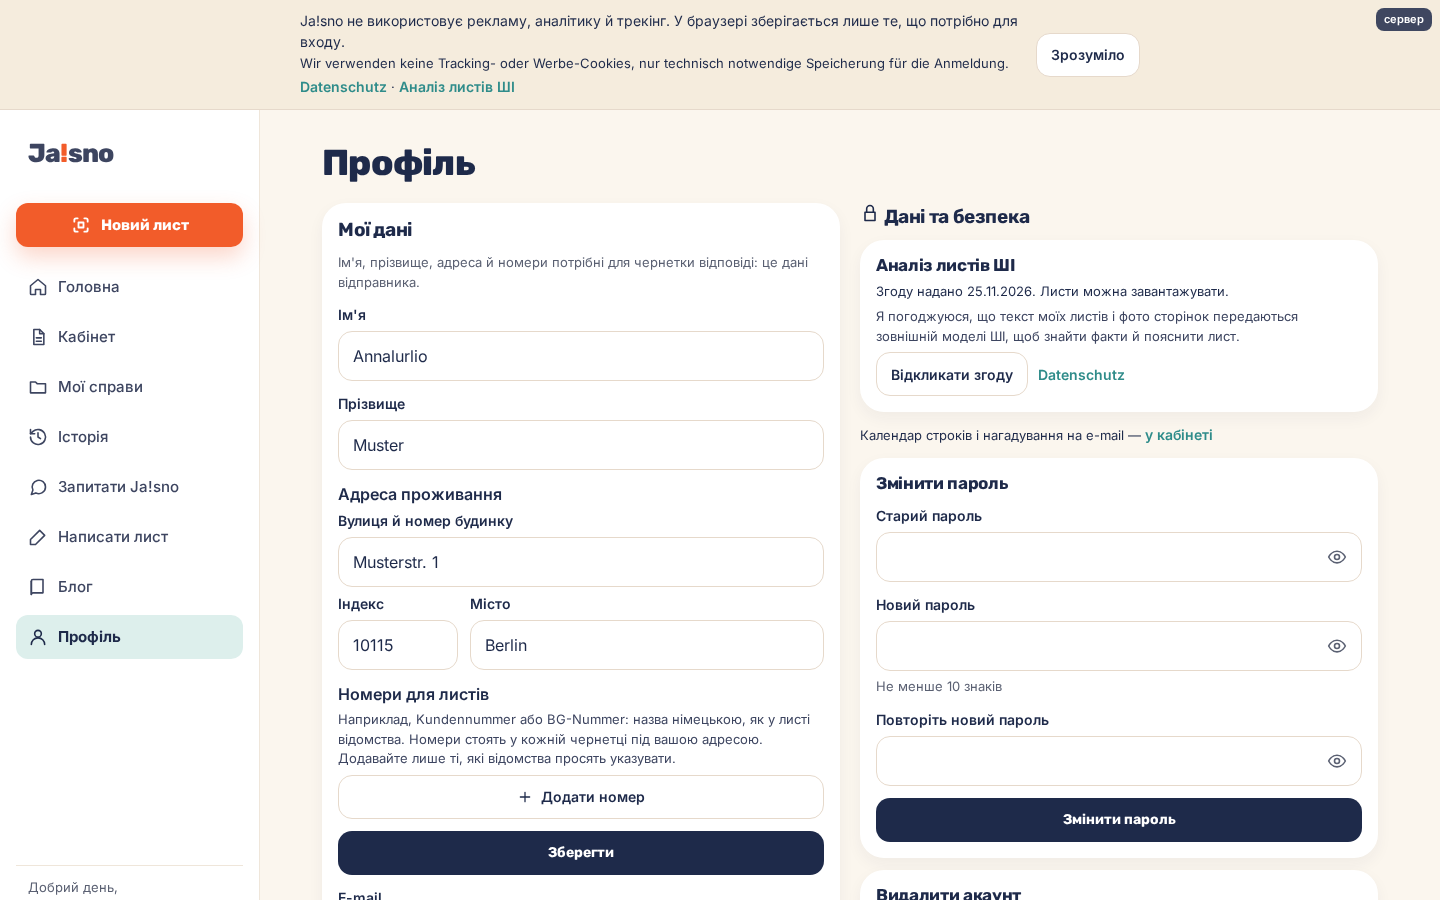 Ja!sno не використовує рекламу, аналітику й трекінг. У браузері зберігається лише те, що потрібно для
входу.
Wir verwenden keine Tracking- oder Werbe-Cookies, nur technisch notwendige Speicherung für die Anmeldung.
Datenschutz · Аналіз листів ШІ
Зрозуміло
сервер
Ja!sno
Новий лист
Головна
Кабінет
Мої справи
Історія
Запитати Ja!sno
Написати лист
Блог
Профіль
Добрий день,
Профіль
Мої дані
Ім'я, прізвище, адреса й номери потрібні для чернетки відповіді: це дані
відправника.
Ім'я
Annalurlio
Прізвище
Muster
Адреса проживання
Вулиця й номер будинку
Musterstr. 1
Індекс
Місто
10115
Berlin
Номери для листів
Наприклад, Kundennummer або BG-Nummer: назва німецькою, як у листі
відомства. Номери стоять у кожній чернетці під вашою адресою.
Додавайте лише ті, які відомства просять указувати.
Додати номер
Зберегти
E-mail
Дані та безпека
Аналіз листів ШІ
Згоду надано 25.11.2026. Листи можна завантажувати.
Я погоджуюся, що текст моїх листів і фото сторінок передаються
зовнішній моделі ШІ, щоб знайти факти й пояснити лист.
Відкликати згоду
Datenschutz
Календар строків і нагадування на e-mail — у кабінеті
Змінити пароль
Старий пароль
Новий пароль
Не менше 10 знаків
Повторіть новий пароль
Змінити пароль
Видалити акаунт